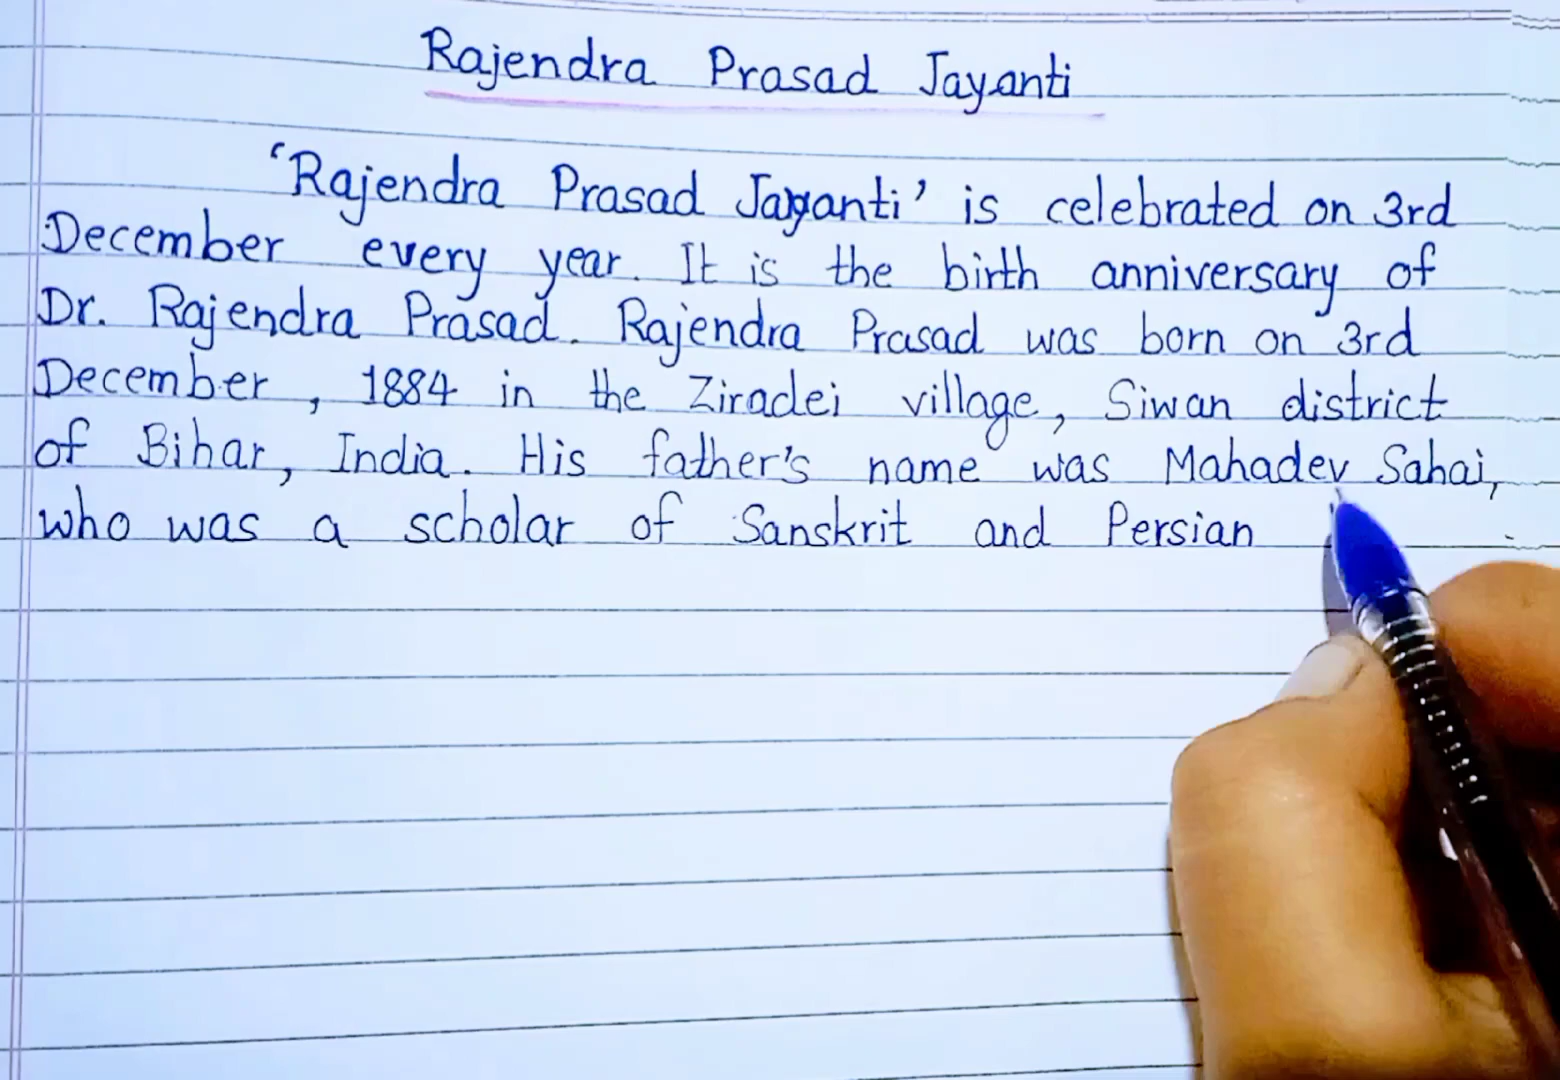 Rajendra Prasad Jayanti
‘Rajendra Prasad Jayanti’ is celebrated on 3rd
December every year. It is the birth anniversary of
Dr. Rajendra Prasad. Rajendra Prasad was born on 3rd
December, 1884 in the Ziradei village, Siwan district
of Bihar, India. His father's name was Mahadev Sahai,
who was a scholar of Sanskrit and Persian